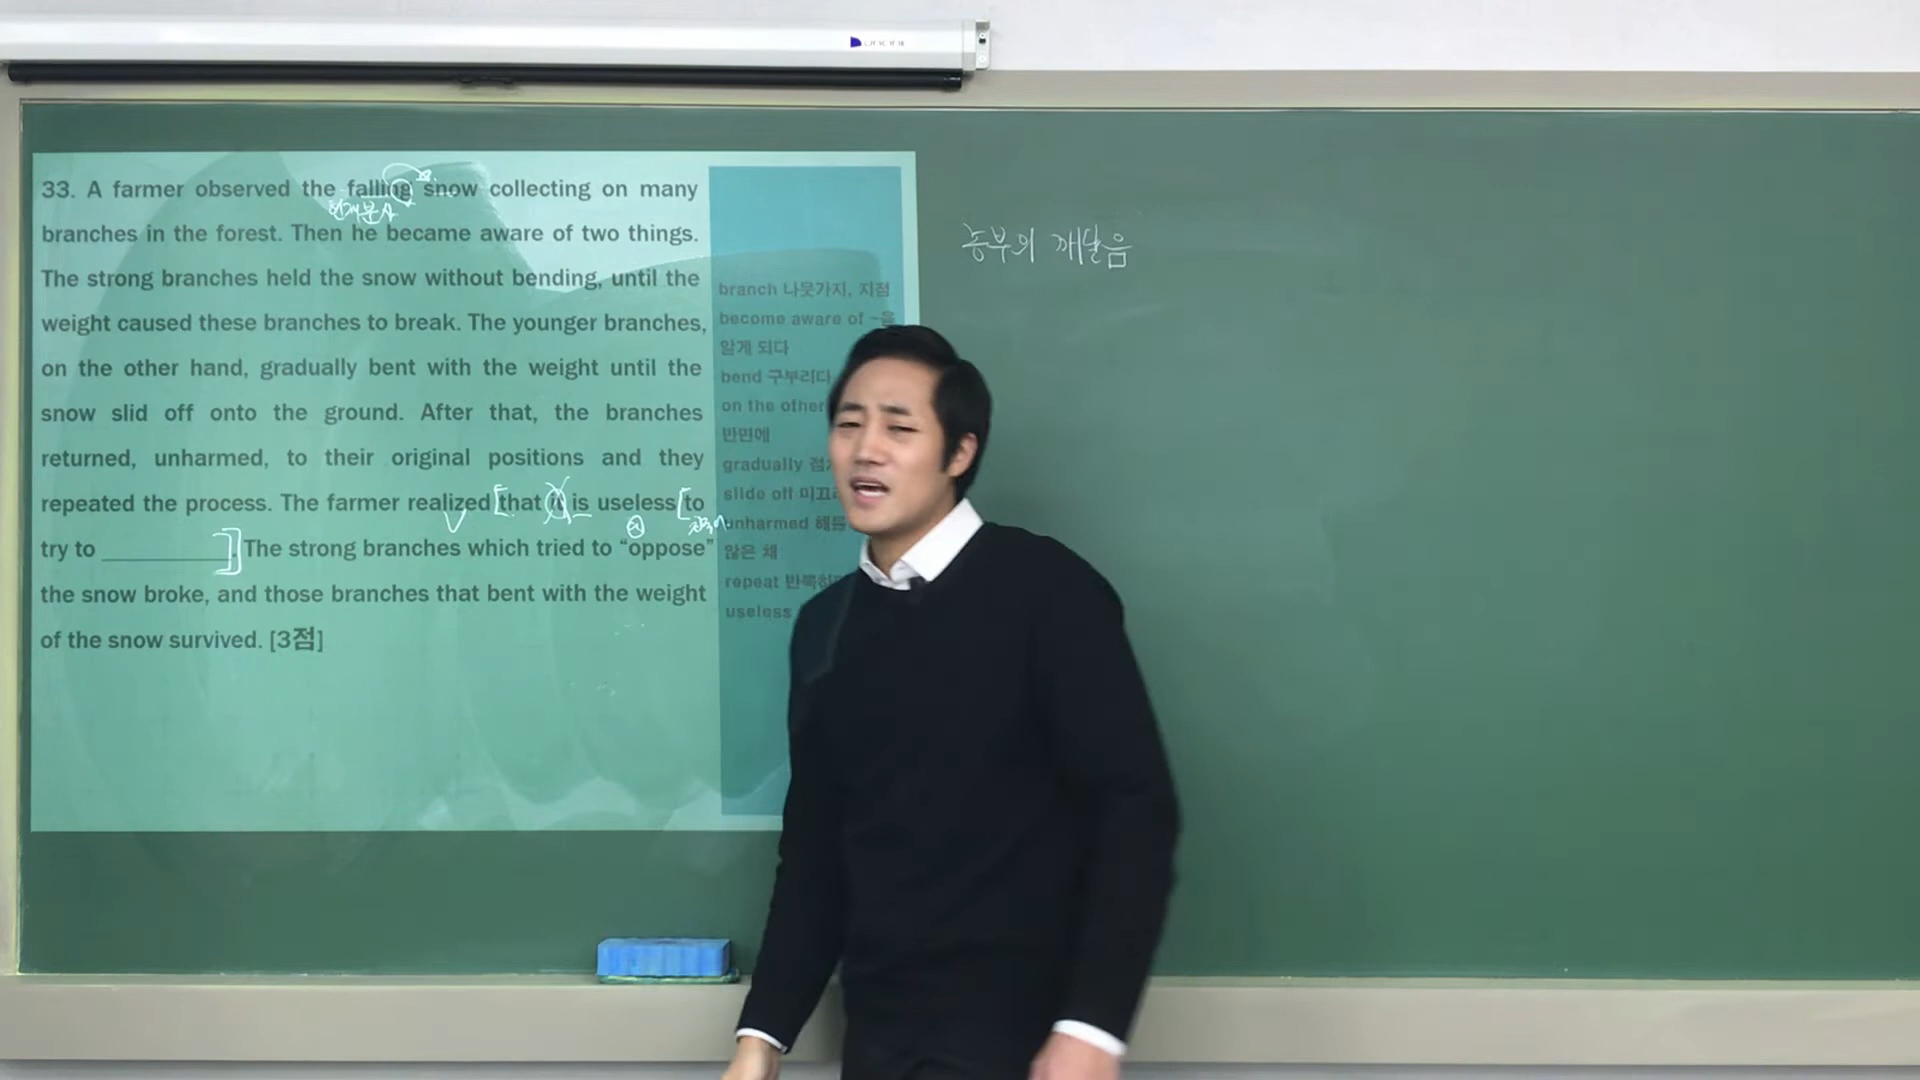 33. A farmer observed the falling snow collecting on many
현재분사
branches in the forest. Then he became aware of two things.
The strong branches held the snow without bending, until the
weight caused these branches to break. The younger branches,
on the other hand, gradually bent with the weight until the
snow slid off onto the ground. After that, the branches
returned, unharmed, to their original positions and they
repeated the process. The farmer realized [that it is useless [to
try to __________]]. The strong branches which tried to “oppose”
the snow broke, and those branches that bent with the weight
of the snow survived. [3점]
branch 나뭇가지, 지점
become aware of ~을
알게 되다
bend 구부리다
on the other
반면에
gradually
slide off
unharmed
않은 채
repeat
useless
농부의 깨달음